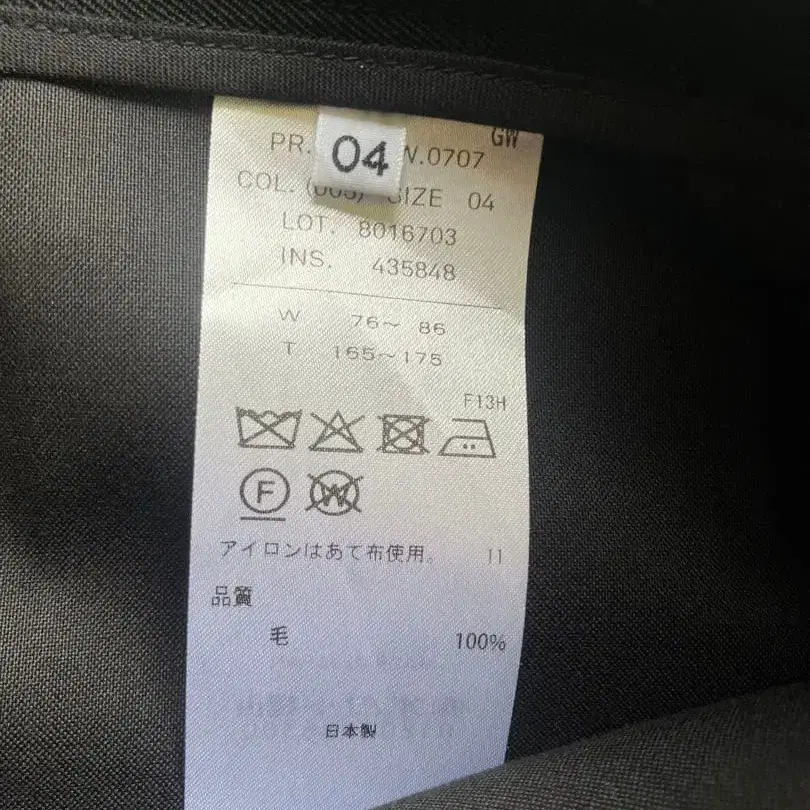 GW
PR. W.0707
04
COL. (003) SIZE 04
LOT. 8016703
INS. 435848
W 76～ 86
T 165～175
F13H
F W
アイロンはあて布使用。 11
品質
毛 100%
日本製